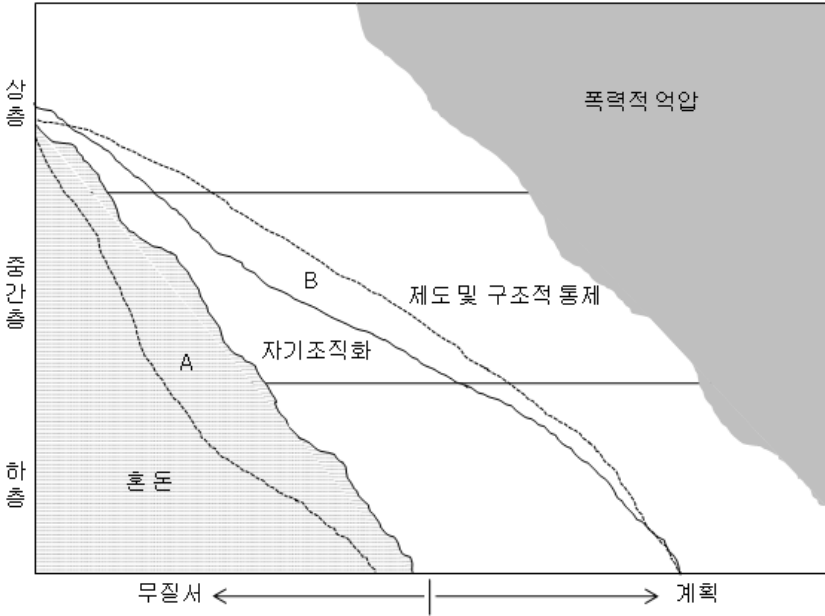 폭력적 억압
상층
B
제도 및 구조적 통제
중간층
자기조직화
A
하층
혼돈
무질서
계획